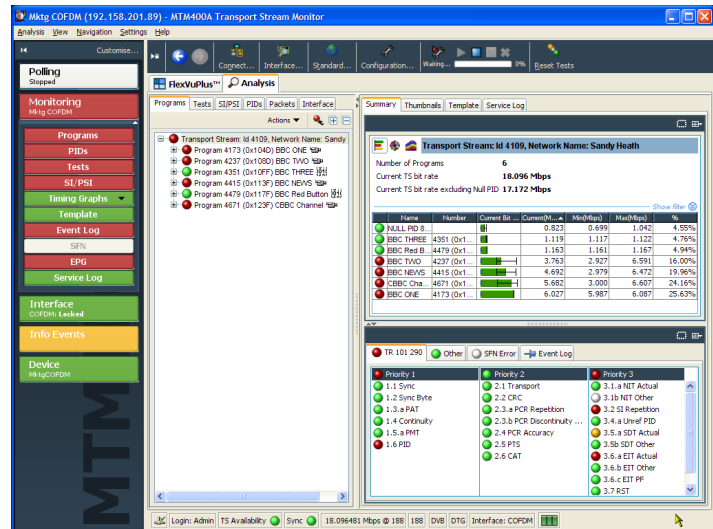 Mktg COFDM (192.158.201.89) - MTM400A Transport Stream Monitor
Analysis View Navigation Settings Help
Customise...
Polling
Stopped
Monitoring
Mktg COFDM
Programs
PIDs
Tests
SI/PSI
Timing Graphs
Template
Event Log
SFN
EPG
Service Log
Interface
COFDM: Locked
Info Events
Device
MktgCOFDM
MTM
Connect...
Interface...
Standard...
Configuration...
Waiting...
0%
Reset Tests
FlexVuPlus™
Analysis
Programs Tests SI/PSI PIDs Packets Interface
Actions
Transport Stream: Id 4109, Network Name: Sandy
Program 4173 (0x104D) BBC ONE
Program 4237 (0x108D) BBC TWO
Program 4351 (0x10FF) BBC THREE
Program 4415 (0x113F) BBC NEWS
Program 4479 (0x117F) BBC Red Button
Program 4671 (0x123F) CBBC Channel
Summary Thumbnails Template Service Log
Transport Stream: Id 4109, Network Name: Sandy Heath
Number of Programs 6
Current TS bit rate 18.096 Mbps
Current TS bit rate excluding Null PID 17.172 Mbps
Show filter
Name Number Current Bit ... Current(M... Min(Mbps) Max(Mbps) %
NULL PID 8... 0.823 0.699 1.042 4.55%
BBC THREE 4351 (0x1... 1.119 1.117 1.122 4.76%
BBC Red B... 4479 (0x1... 1.163 1.161 1.167 4.94%
BBC TWO 4237 (0x1... 3.763 2.927 6.591 16.00%
BBC NEWS 4415 (0x1... 4.692 2.979 6.472 19.96%
CBBC Cha... 4671 (0x1... 5.682 3.000 6.607 24.16%
BBC ONE 4173 (0x1... 6.027 5.987 6.087 25.63%
TR 101 290 Other SFN Error Event Log
Priority 1
1.1 Sync
1.2 Sync Byte
1.3.a PAT
1.4 Continuity
1.5.a PMT
1.6 PID
Priority 2
2.1 Transport
2.2 CRC
2.3.a PCR Repetition
2.3.b PCR Discontinuity ...
2.4 PCR Accuracy
2.5 PTS
2.6 CAT
Priority 3
3.1.a NIT Actual
3.1b NIT Other
3.2 SI Repetition
3.4.a Unref PID
3.5.a SDT Actual
3.5b SDT Other
3.6.a EIT Actual
3.6.b EIT Other
3.6.c EIT PF
3.7 RST
Login: Admin TS Availability Sync 18.096481 Mbps @ 188 188 DVB DTG Interface: COFDM